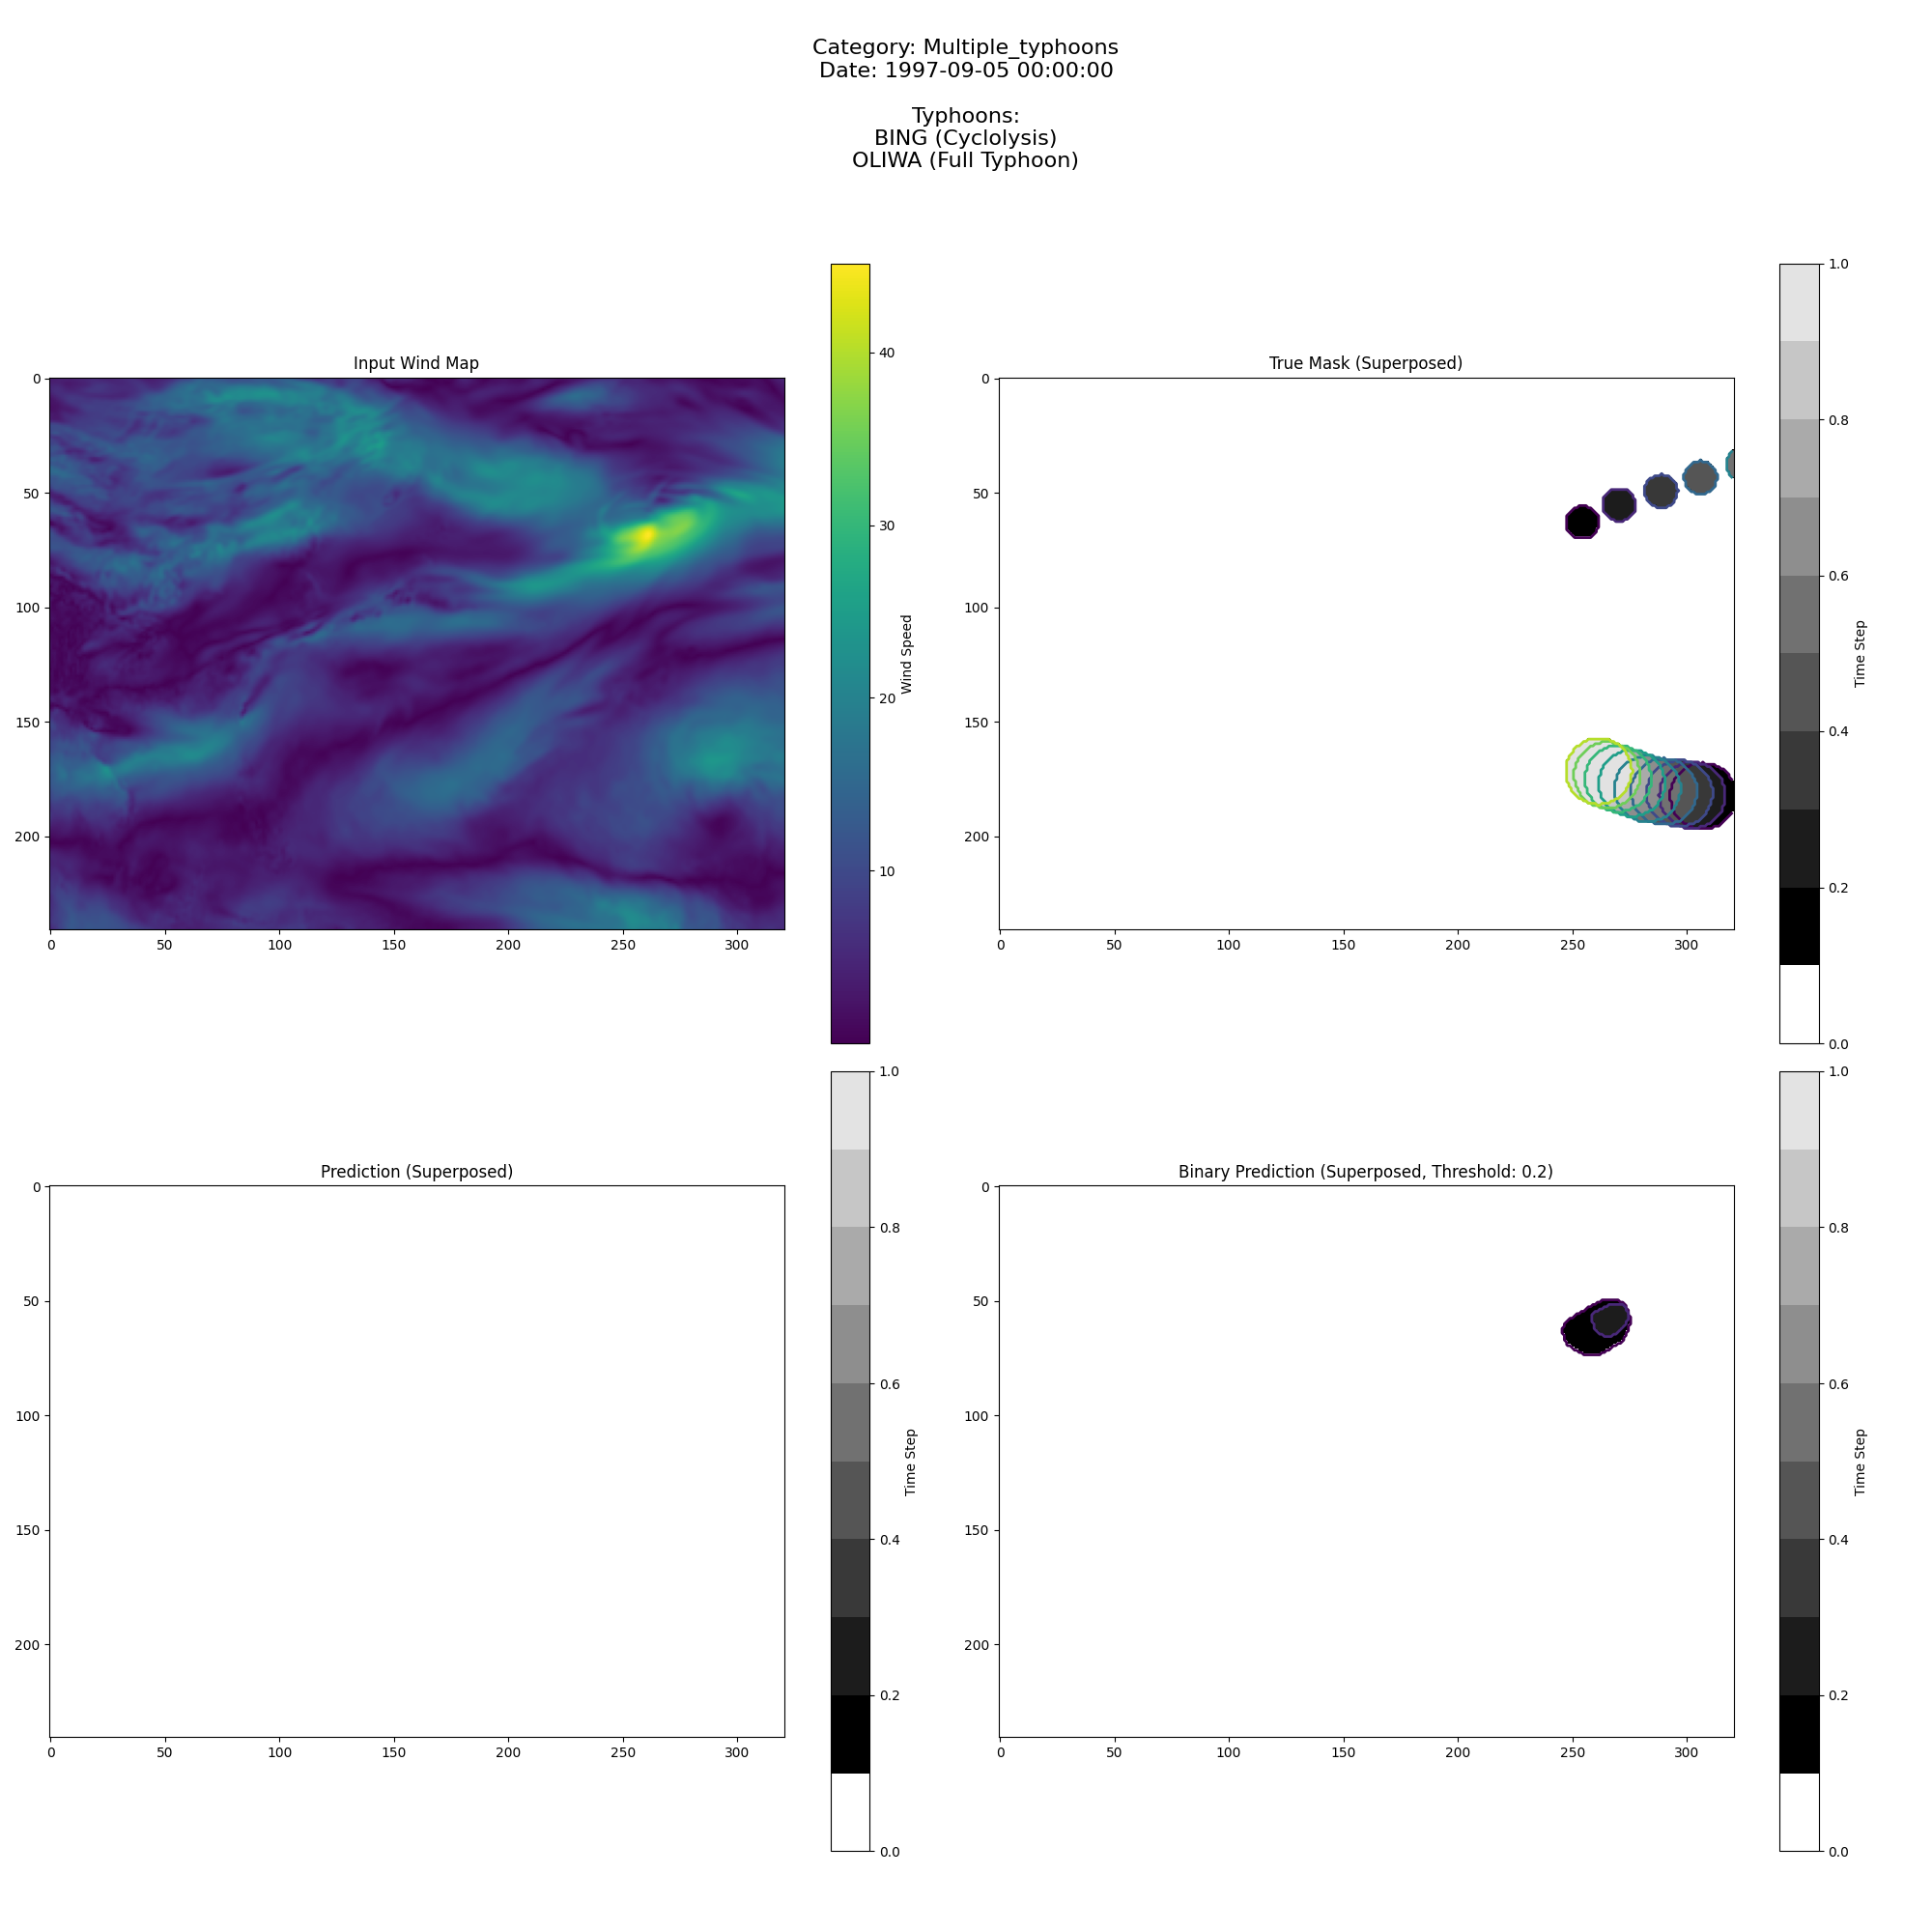 Category: Multiple_typhoons
Date: 1997-09-05 00:00:00
Typhoons:
BING (Cyclolysis)
OLIWA (Full Typhoon)
Input Wind Map
0
50
100
150
200
0 50 100 150 200 250 300
40
30
20
10
Wind Speed
True Mask (Superposed)
0
50
100
150
200
0 50 100 150 200 250 300
1.0
0.8
0.6
0.4
0.2
0.0
Time Step
Prediction (Superposed)
0
50
100
150
200
0 50 100 150 200 250 300
1.0
0.8
0.6
0.4
0.2
0.0
Time Step
Binary Prediction (Superposed, Threshold: 0.2)
0
50
100
150
200
0 50 100 150 200 250 300
1.0
0.8
0.6
0.4
0.2
0.0
Time Step